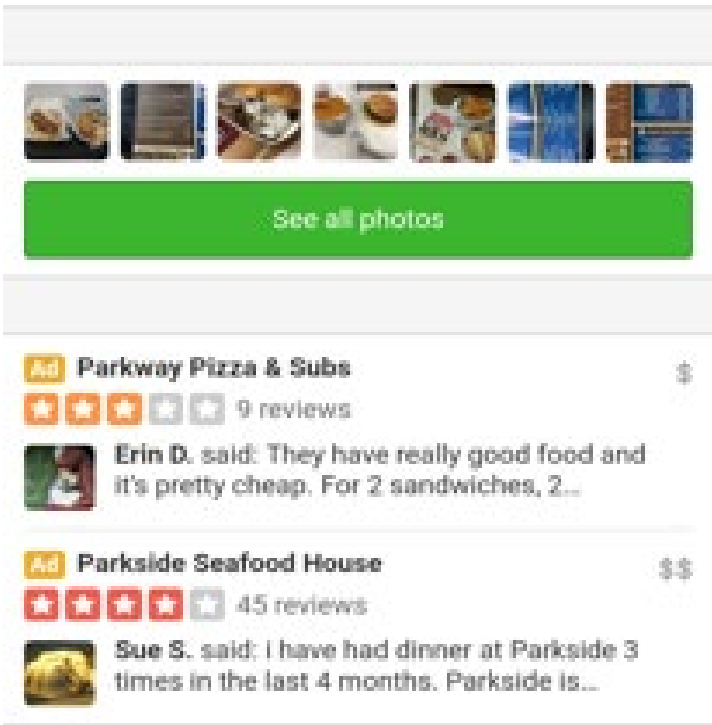 See all photos
Ad Parkway Pizza & Subs $
9 reviews
Erin D. said: They have really good food and
it's pretty cheap. For 2 sandwiches, 2...
Ad Parkside Seafood House $$
45 reviews
Sue S. said: i have had dinner at Parkside 3
times in the last 4 months. Parkside is...